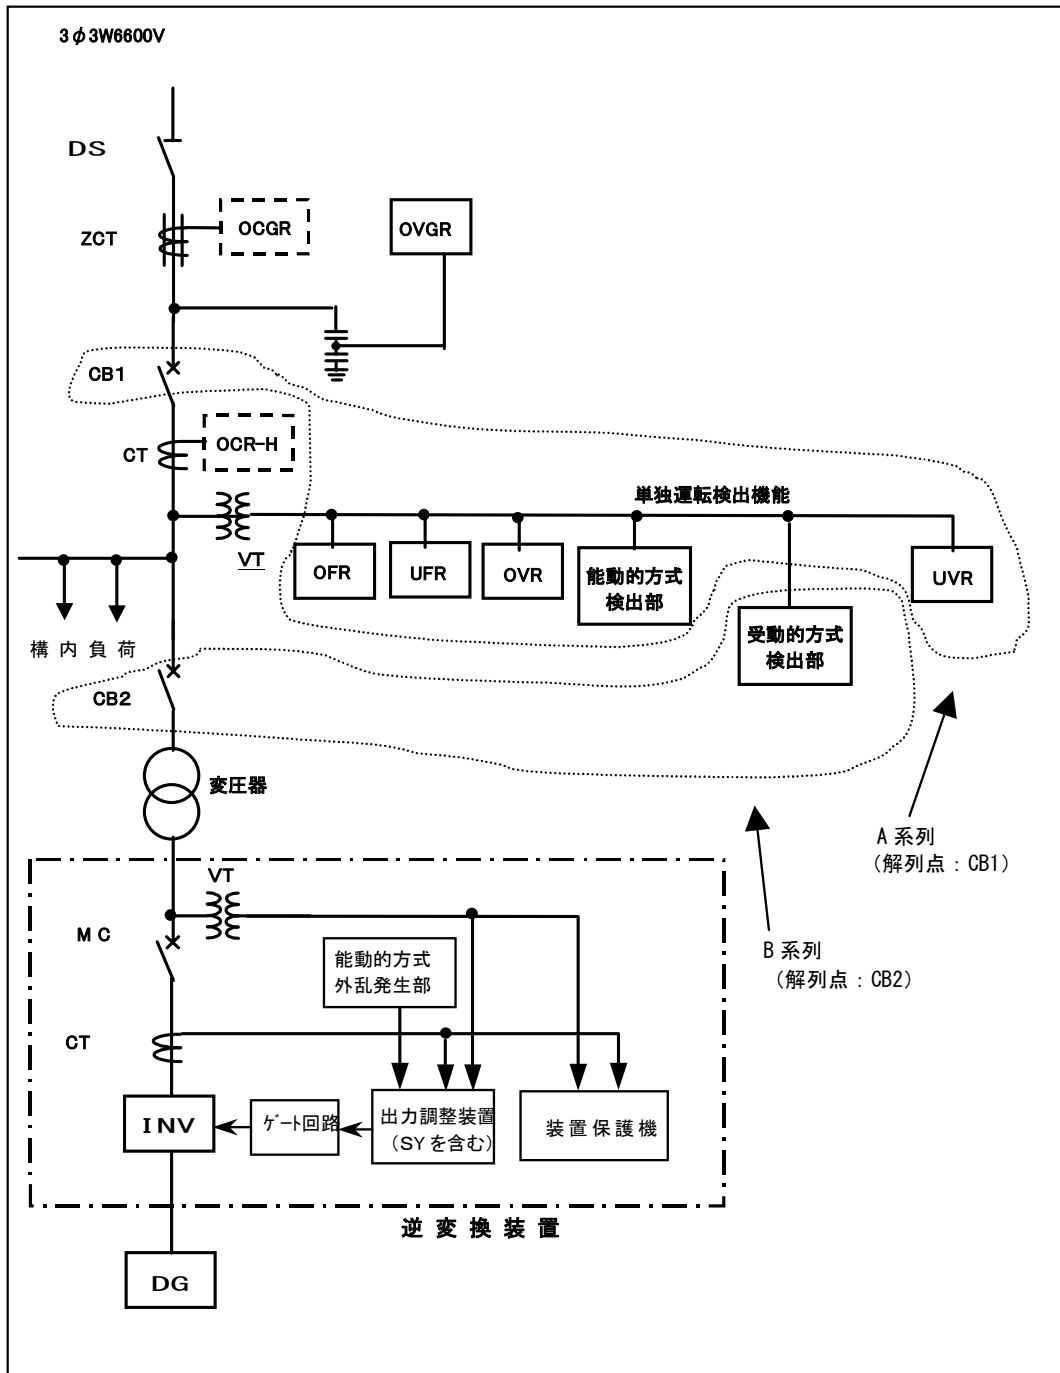 3φ3W6600V
DS
ZCT
OCGR
OVGR
CB1
CT
OCR-H
単独運転検出機能
VT
OFR
UFR
OVR
能動的方式
検出部
UVR
受動的方式
検出部
構内負荷
CB2
変圧器
A系列
(解列点：CB1)
B系列
(解列点：CB2)
VT
MC
能動的方式
外乱発生部
CT
INV
ｹﾞｰﾄ回路
出力調整装置
(SYを含む)
装置保護機
逆変換装置
DG